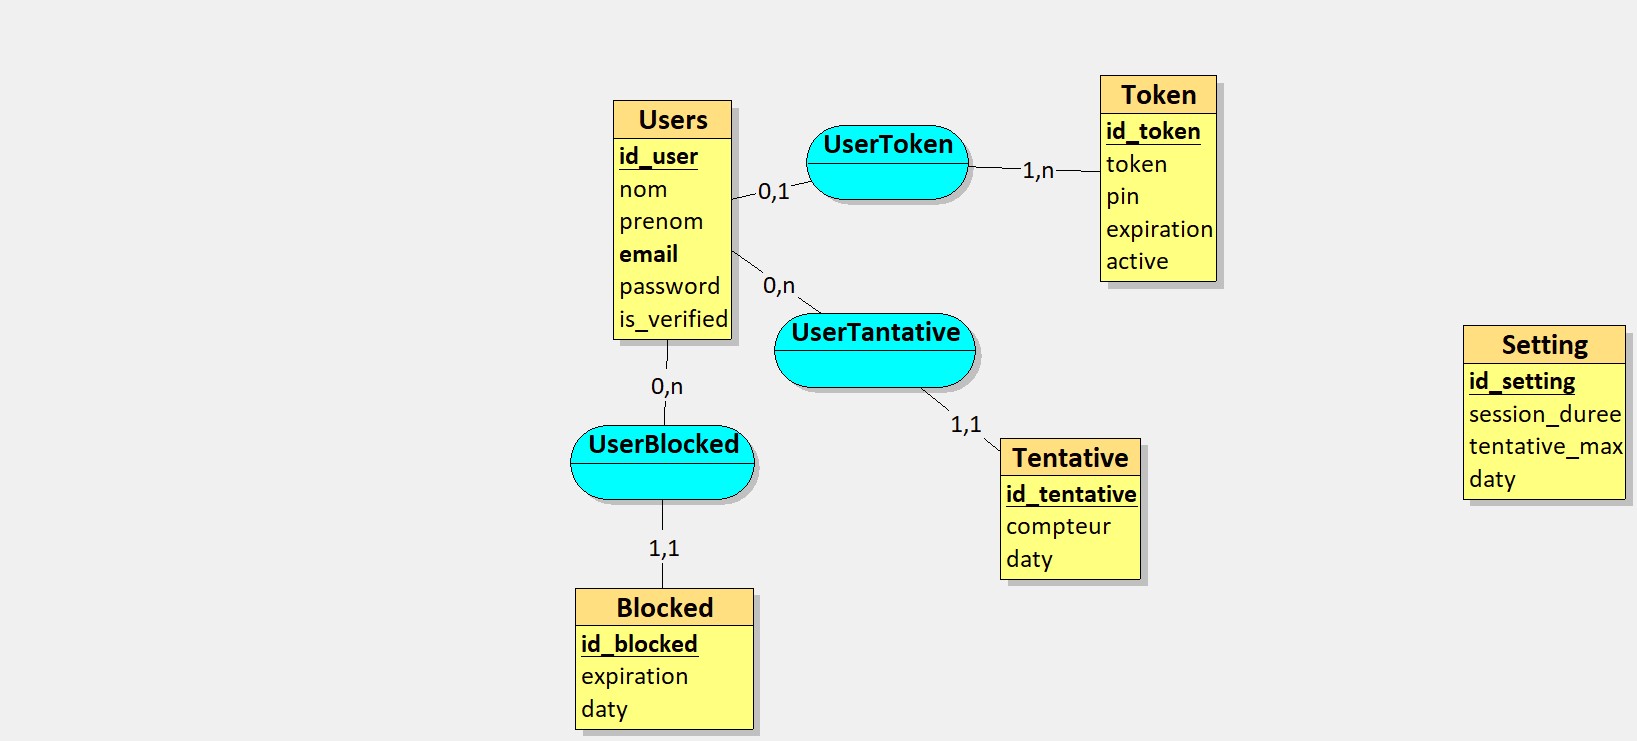 Users
id_user
nom
prenom
email
password
is_verified
0,1
UserToken
1,n
Token
id_token
token
pin
expiration
active
0,n
UserTantative
1,1
Tentative
id_tentative
compteur
daty
0,n
UserBlocked
1,1
Blocked
id_blocked
expiration
daty
Setting
id_setting
session_duree
tentative_max
daty